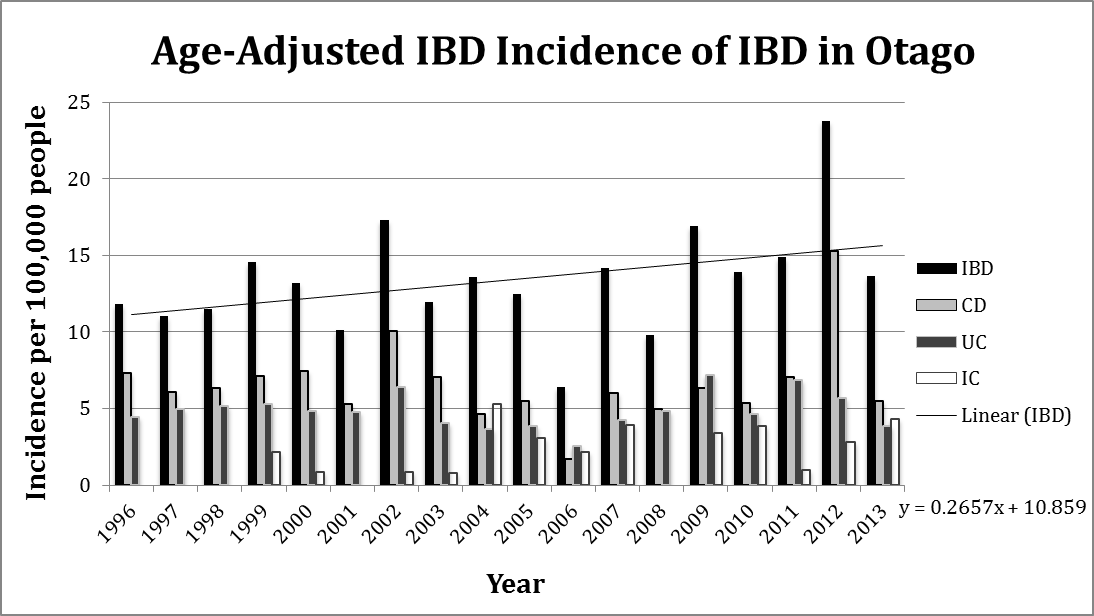 Age-Adjusted IBD Incidence of IBD in Otago
Incidence per 100,000 people
25
20
15
10
5
0
1996
1997
1998
1999
2000
2001
2002
2003
2004
2005
2006
2007
2008
2009
2010
2011
2012
2013
Year
IBD
CD
UC
IC
Linear (IBD)
y = 0.2657x + 10.859